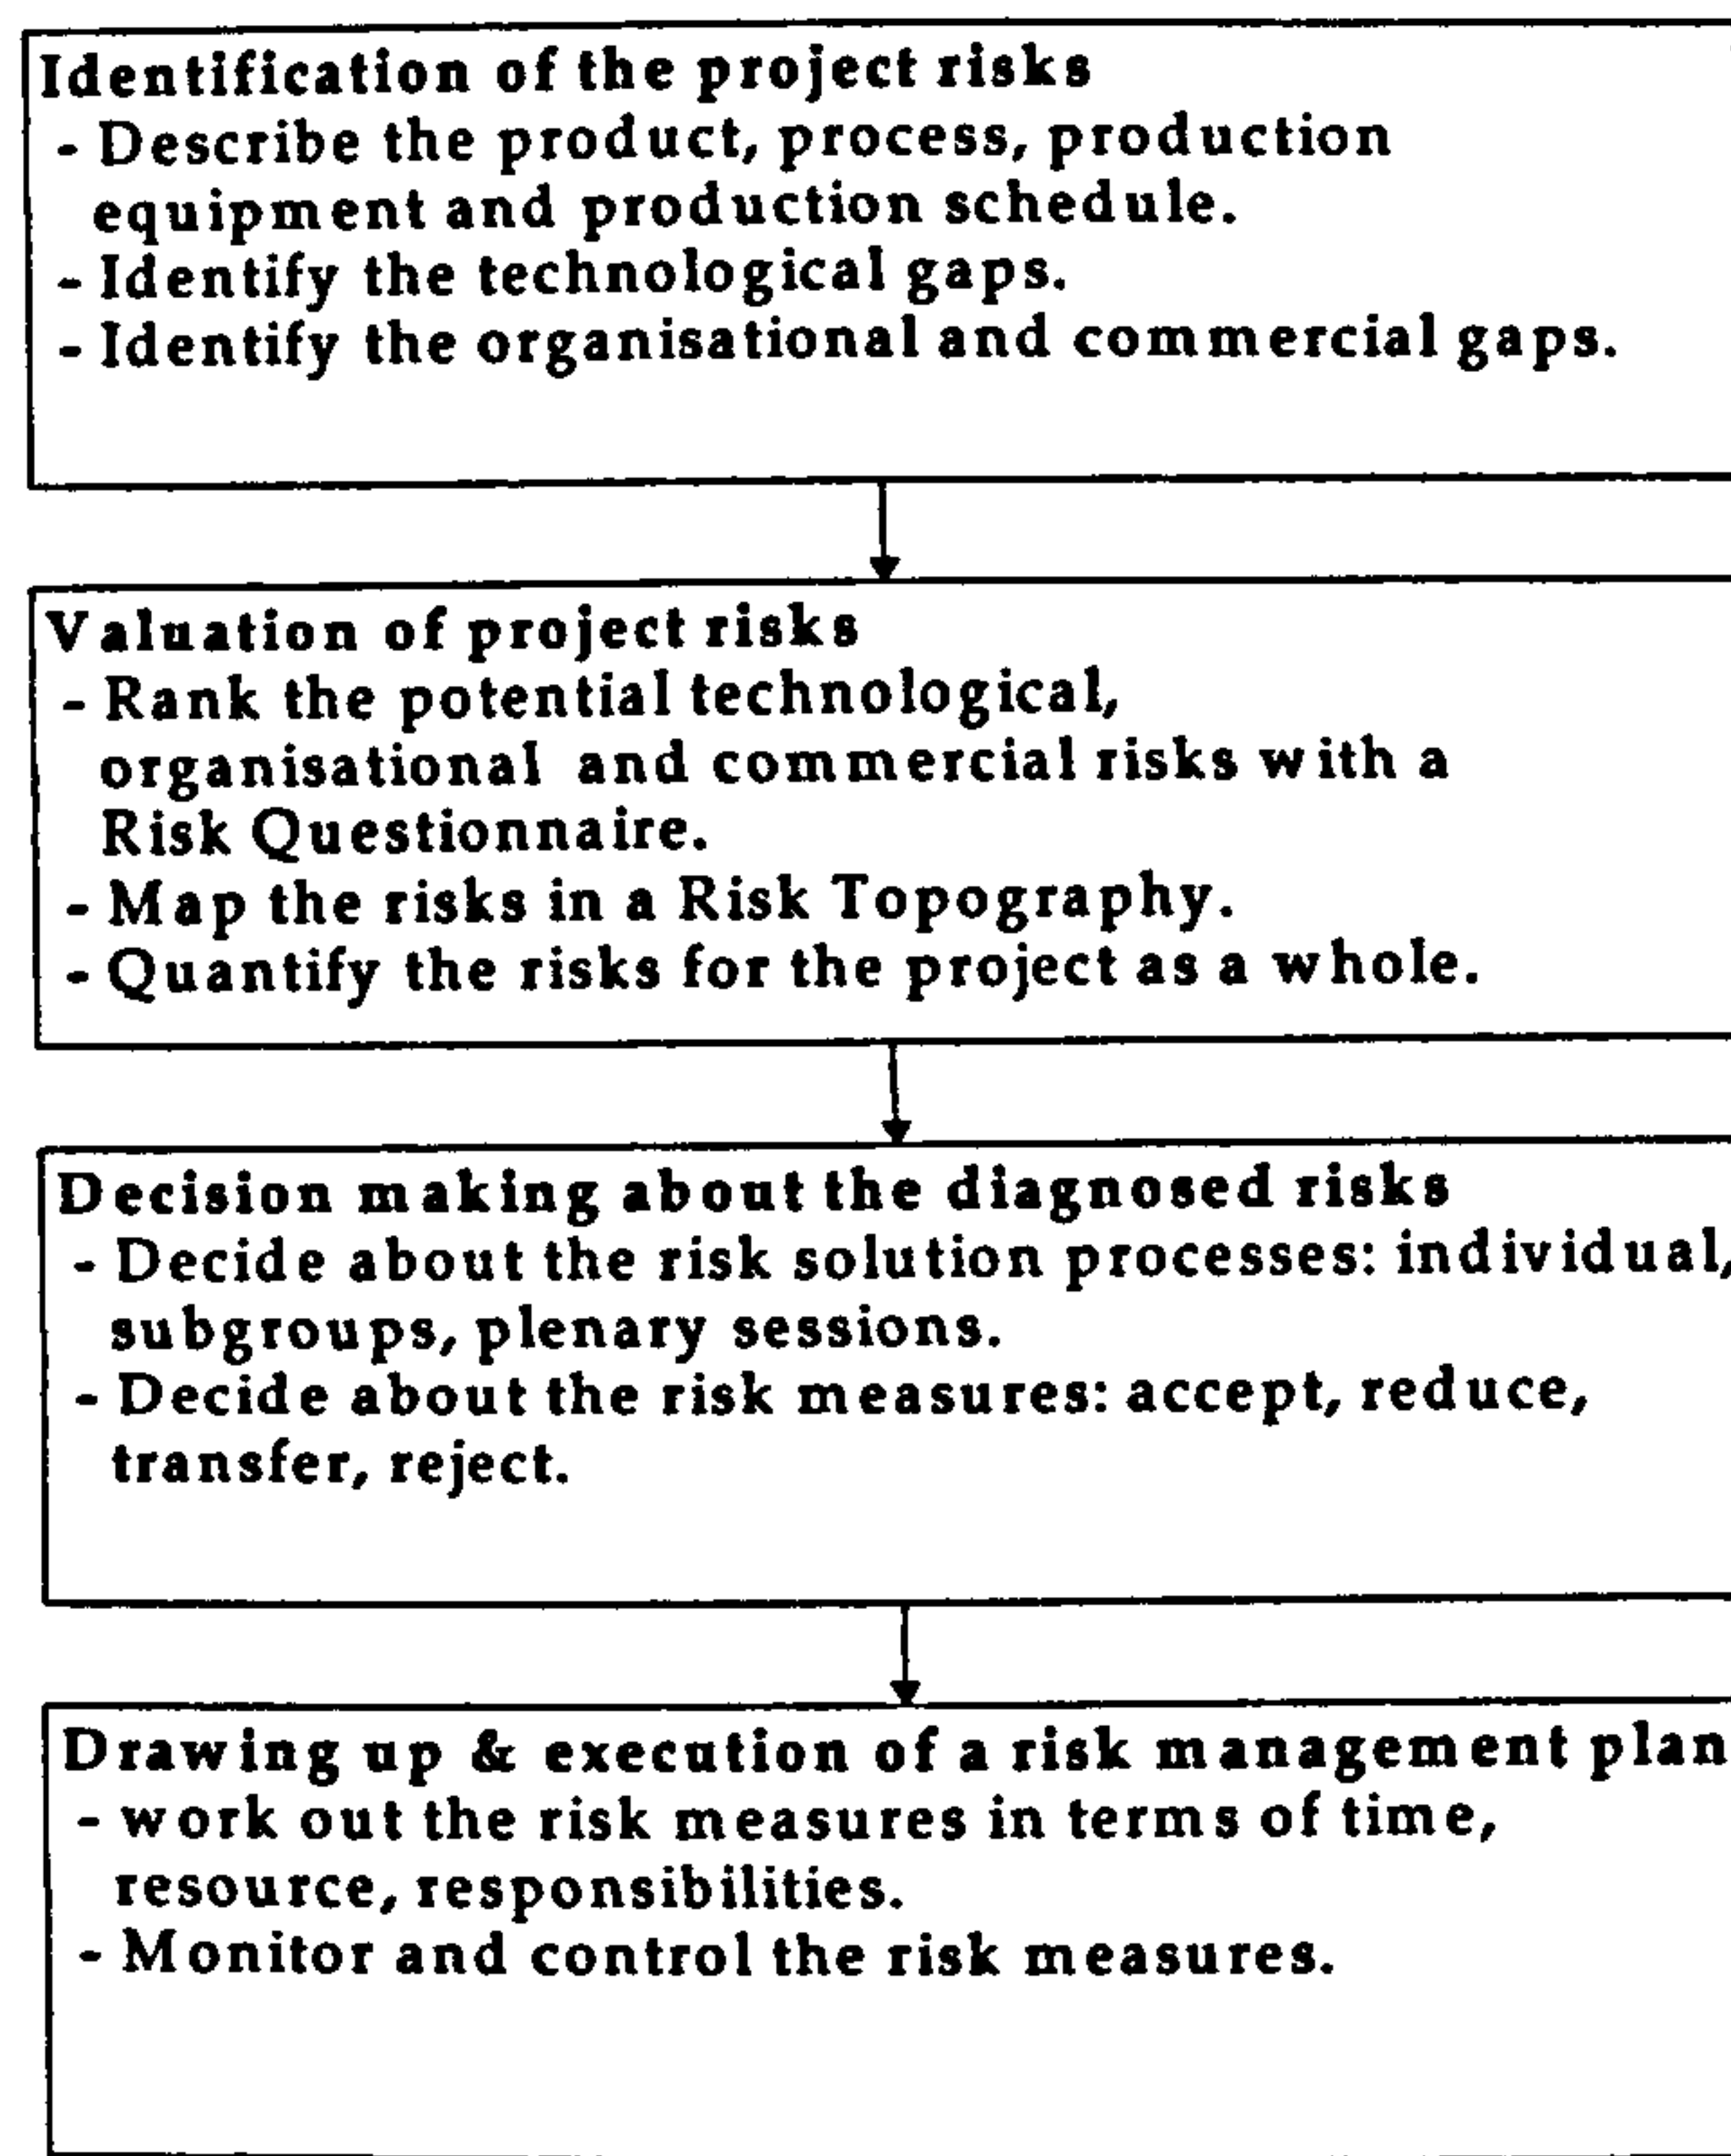 Identification of the project risks
- Describe the product, process, production
equipment and production schedule.
- Identify the technological gaps.
- Identify the organisational and commercial gaps.
Valuation of project risks
- Rank the potential technological,
organisational and commercial risks with a
Risk Questionnaire.
- Map the risks in a Risk Topography.
- Quantify the risks for the project as a whole.
Decision making about the diagnosed risks
- Decide about the risk solution processes: individual,
subgroups, plenary sessions.
- Decide about the risk measures: accept, reduce,
transfer, reject.
Drawing up & execution of a risk management plan
- work out the risk measures in terms of time,
resource, responsibilities.
- Monitor and control the risk measures.